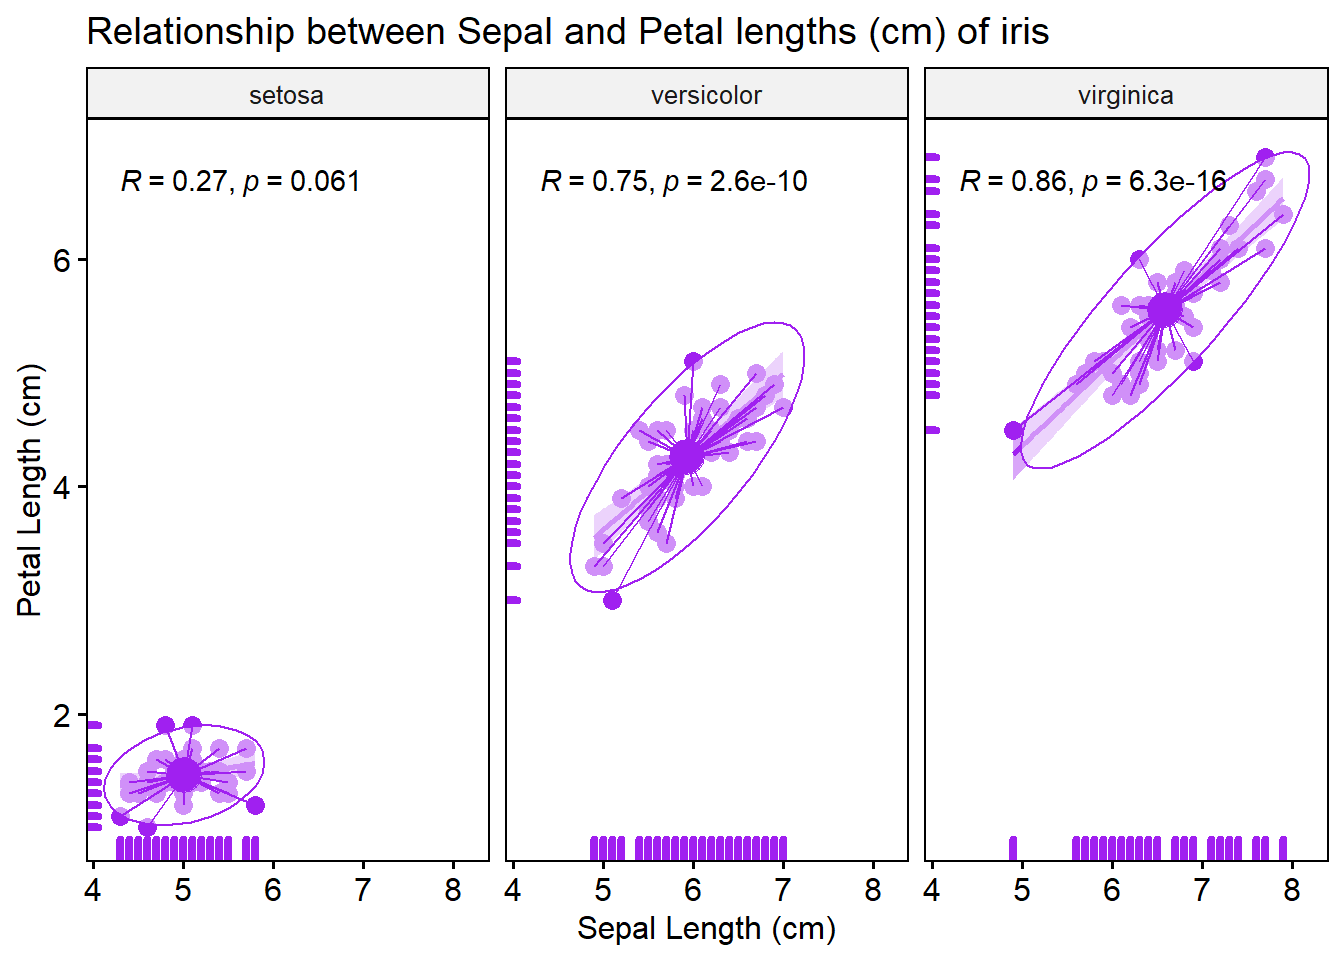 Relationship between Sepal and Petal lengths (cm) of iris
setosa
versicolor
virginica
R = 0.27, p = 0.061
R = 0.75, p = 2.6e-10
R = 0.86, p = 6.3e-16
Petal Length (cm)
6
4
2
4 5 6 7 8
4 5 6 7 8
4 5 6 7 8
Sepal Length (cm)